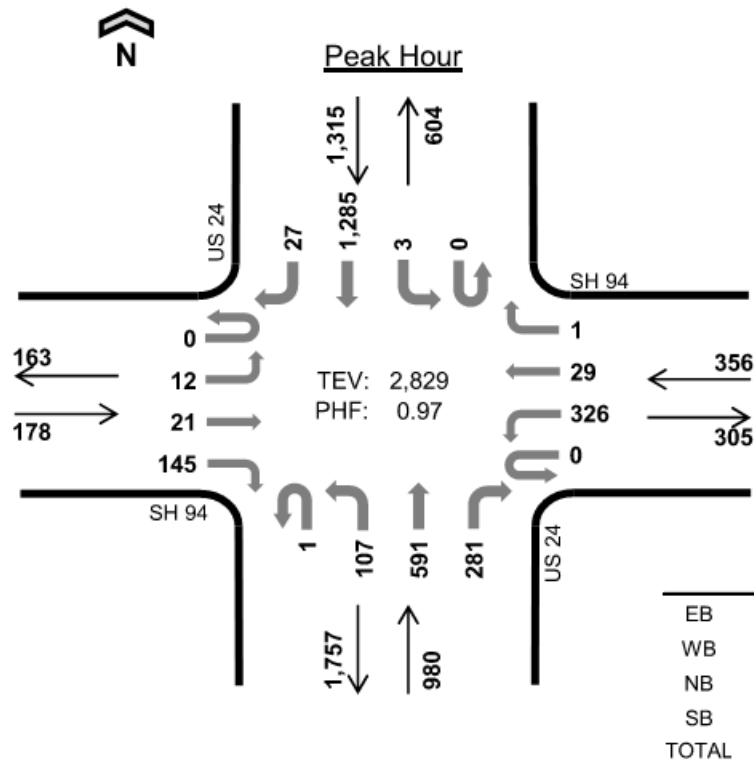 N
Peak Hour
1,315
604
US 24
27
1,285
3
0
SH 94
0
1
163
12
TEV: 2,829
29
356
178
21
PHF: 0.97
326
305
145
0
SH 94
1
107
591
281
US 24
1,757
980
EB
WB
NB
SB
TOTAL